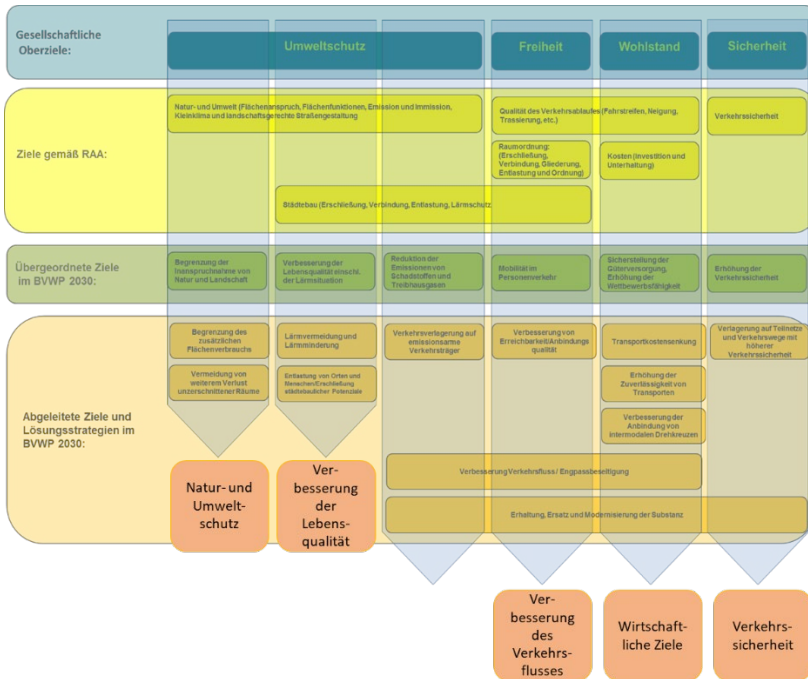 Gesellschaftliche
Oberziele:
Umweltschutz
Freiheit
Wohlstand
Sicherheit
Ziele gemäß RAA:
Natur- und Umwelt (Flächenanspruch, Flächenfunktionen, Emission und Immission,
Kleinklima und landschaftsgerechte Straßengestaltung)
Qualität des Verkehrsablaufes (Fahrstreifen, Neigung,
Trassierung, etc.)
Verkehrssicherheit
Raumordnung:
(Erschließung,
Verbindung, Gliederung,
Entlastung und Ordnung)
Kosten (Investition und
Unterhaltung)
Städtebau (Erschließung, Verbindung, Entlastung, Lärmschutz
Übergeordnete Ziele
im BVWP 2030:
Begrenzung der
Inanspruchnahme von
Natur und Landschaft
Verbesserung der
Lebensqualität einschl.
der Lärmsituation
Reduktion der
Emissionen von
Schadstoffen und
Treibhausgasen
Mobilität im
Personenverkehr
Sicherstellung der
Güterversorgung,
Erhöhung der
Wettbewerbsfähigkeit
Erhöhung der
Verkehrssicherheit
Abgeleitete Ziele und
Lösungsstrategien im
BVWP 2030:
Begrenzung des
zusätzlichen
Flächenverbrauchs
Lärmvermeidung und
Lärmminderung
Verkehrsverlagerung auf
emissionsarme
Verkehrsträger
Verbesserung von
Erreichbarkeit/Anbindungs
qualität
Transportkostensenkung
Verlagerung auf Teilnetze
und Verkehrswege mit
höherer
Verkehrssicherheit
Vermeidung von
weiterem Verlust
unzerschnittener Räume
Entlastung von Orten und
Menschen/Erschließung
städtebaulicher Potenziale
Erhöhung der
Zuverlässigkeit von
Transporten
Verbesserung der
Anbindung von
intermodalen Drehkreuzen
Verbesserung Verkehrsfluss / Engpassbeseitigung
Erhaltung, Ersatz und Modernisierung der Substanz
Natur- und
Umwelt-
schutz
Ver-
besserung
der
Lebens-
qualität
Ver-
besserung
des
Verkehrs-
flusses
Wirtschaft-
liche Ziele
Verkehrs-
sicherheit